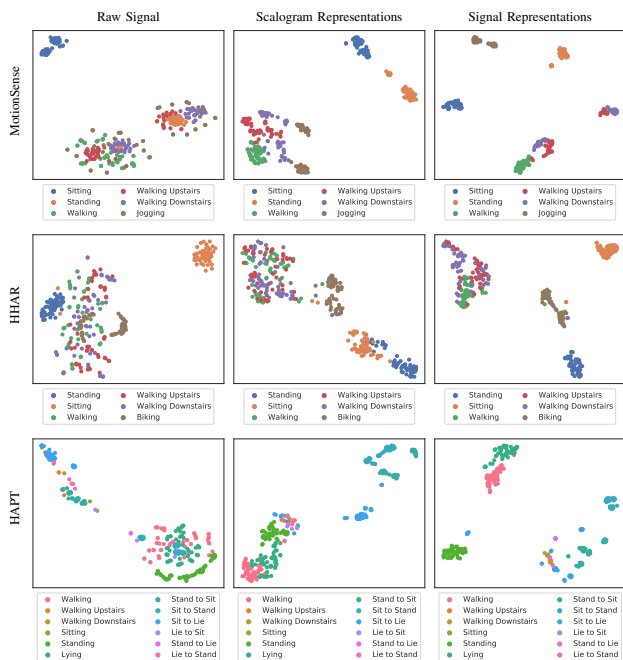 Raw Signal Scalogram Representations Signal Representations
MotionSense
Sitting Walking Upstairs Sitting Walking Upstairs Sitting Walking Upstairs
Standing Walking Downstairs Standing Walking Downstairs Standing Walking Downstairs
Walking Jogging Walking Jogging Walking Jogging
HHAR
Standing Walking Upstairs Standing Walking Upstairs Standing Walking Upstairs
Sitting Walking Downstairs Sitting Walking Downstairs Sitting Walking Downstairs
Walking Biking Walking Biking Walking Biking
HAPT
Walking Stand to Sit Walking Stand to Sit Walking Stand to Sit
Walking Upstairs Sit to Stand Walking Upstairs Sit to Stand Walking Upstairs Sit to Stand
Walking Downstairs Sit to Lie Walking Downstairs Sit to Lie Walking Downstairs Sit to Lie
Sitting Lie to Sit Sitting Lie to Sit Sitting Lie to Sit
Standing Stand to Lie Standing Stand to Lie Standing Stand to Lie
Lying Lie to Stand Lying Lie to Stand Lying Lie to Stand